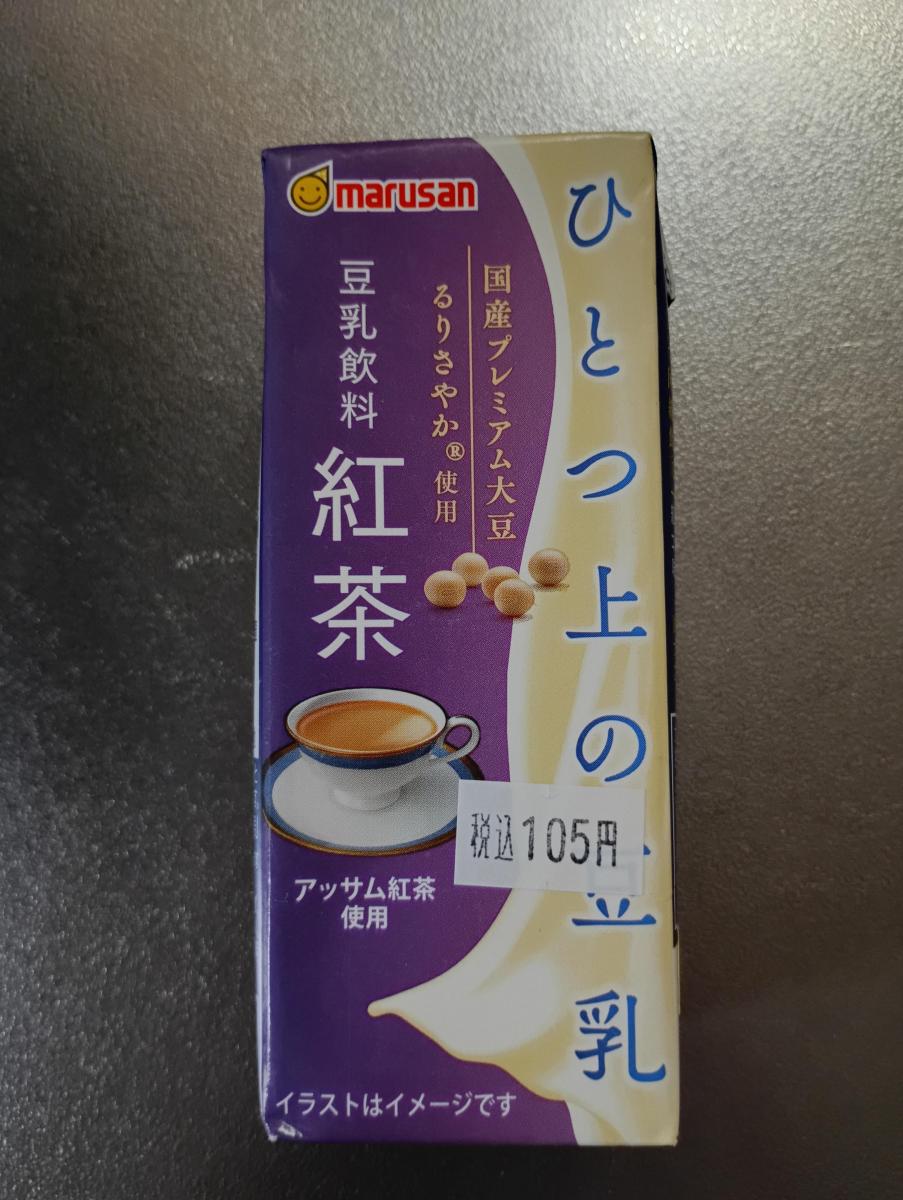 marusan
ひとつ上の豆乳
国産プレミアム大豆
るりさやか®使用
豆乳飲料
紅茶
税込105円
アッサム紅茶
使用
イラストはイメージです